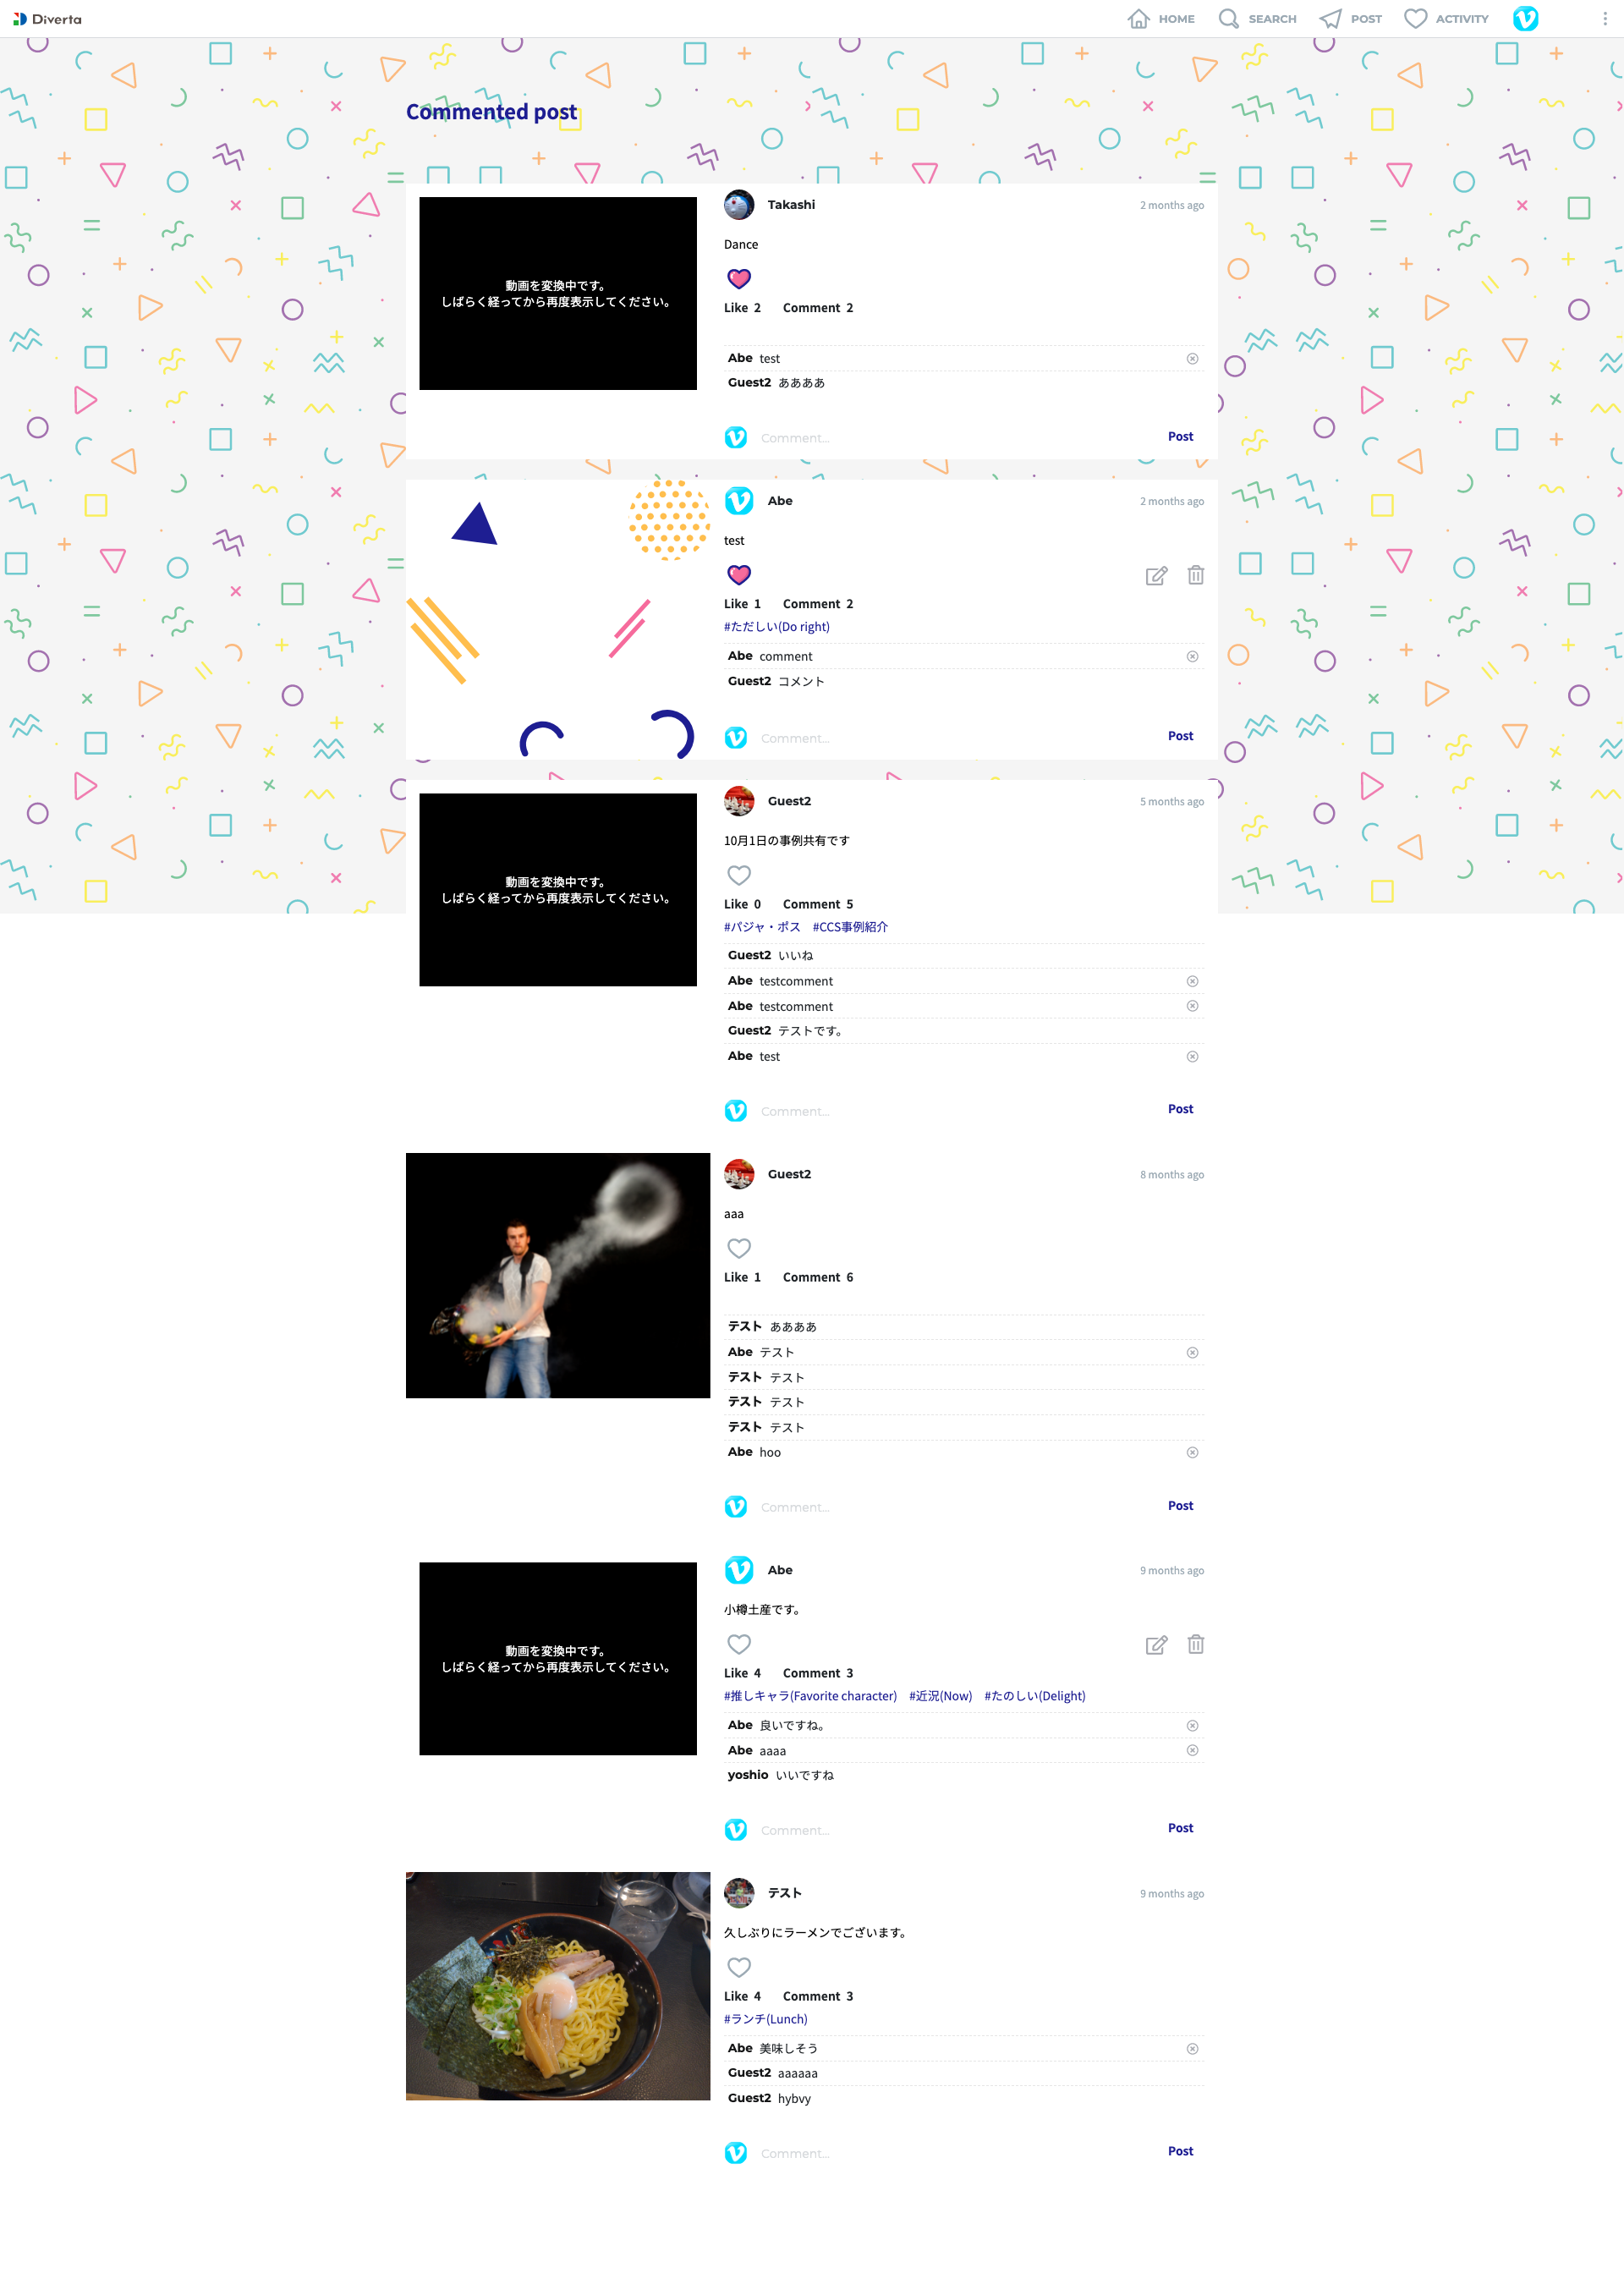 Diverta
HOME SEARCH POST ACTIVITY
Commented post
動画を変換中です。
しばらく経ってから再度表示してください。
Takashi 2 months ago
Dance
Like 2 Comment 2
Abe test
Guest2 ああああ
Comment... Post
Abe 2 months ago
test
Like 1 Comment 2
#ただしい(Do right)
Abe comment
Guest2 コメント
Comment... Post
動画を変換中です。
しばらく経ってから再度表示してください。
Guest2 5 months ago
10月1日の事例共有です
Like 0 Comment 5
#パジャ・ポス #CCS事例紹介
Guest2 いいね
Abe testcomment
Abe testcomment
Guest2 テストです。
Abe test
Comment... Post
Guest2 8 months ago
aaa
Like 1 Comment 6
テスト ああああ
Abe テスト
テスト テスト
テスト テスト
テスト テスト
Abe hoo
Comment... Post
動画を変換中です。
しばらく経ってから再度表示してください。
Abe 9 months ago
小樽土産です。
Like 4 Comment 3
#推しキャラ(Favorite character) #近況(Now) #たのしい(Delight)
Abe 良いですね。
Abe aaaa
yoshio いいですね
Comment... Post
テスト 9 months ago
久しぶりにラーメンでございます。
Like 4 Comment 3
#ランチ(Lunch)
Abe 美味しそう
Guest2 aaaaaa
Guest2 hybvy
Comment... Post